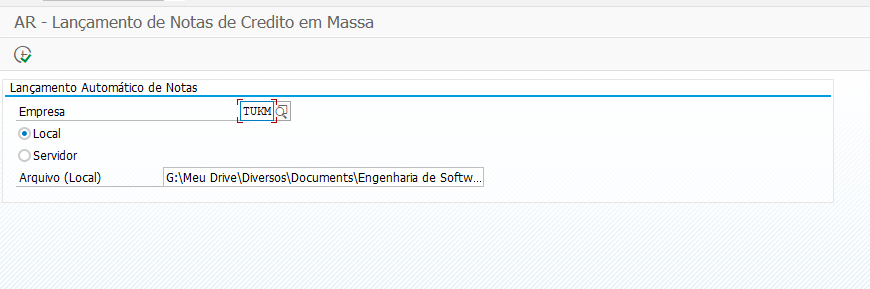 AR - Lançamento de Notas de Credito em Massa
Lançamento Automático de Notas
Empresa TUKM
Local
Servidor
Arquivo (Local) G:\Meu Drive\Diversos\Documents\Engenharia de Softw...